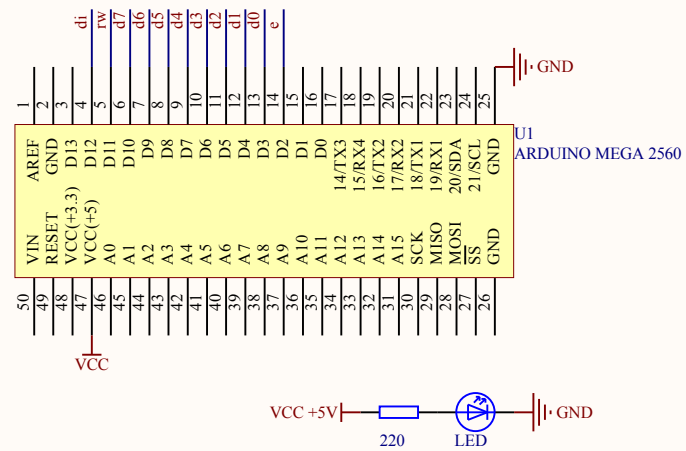 di rw d7 d6 d5 d4 d3 d2 d1 d0 e
GND
1 2 3 4 5 6 7 8 9 10 11 12 13 14 15 16 17 18 19 20 21 22 23 24 25
U1
ARDUINO MEGA 2560
AREF GND D13 D12 D11 D10 D9 D8 D7 D6 D5 D4 D3 D2 D1 D0 14/TX3 15/RX4 16/TX2 17/RX2 18/TX1 19/RX1 20/SDA 21/SCL GND
VIN RESET VCC(+3.3) VCC(+5) A0 A1 A2 A3 A4 A5 A6 A7 A8 A9 A10 A11 A12 A13 A14 A15 SCK MISO MOSI SS GND
50 49 48 47 46 45 44 43 42 41 40 39 38 37 36 35 34 33 32 31 30 29 28 27 26
VCC
VCC +5V
GND
220
LED